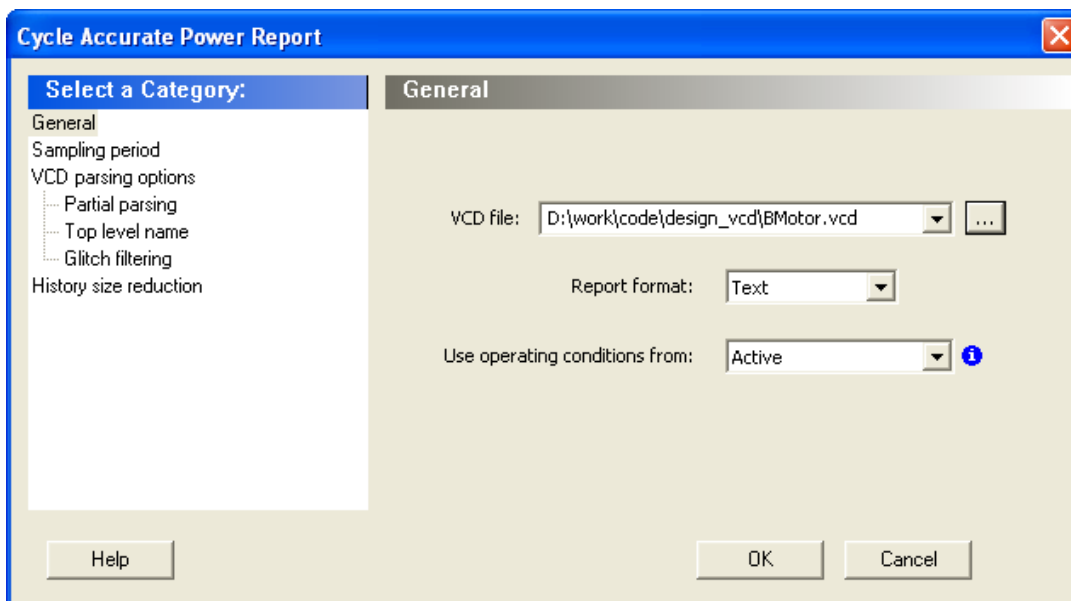 Cycle Accurate Power Report
Select a Category:
General
Sampling period
VCD parsing options
Partial parsing
Top level name
Glitch filtering
History size reduction
General
VCD file: D:\work\code\design_vcd\BMotor.vcd ...
Report format: Text
Use operating conditions from: Active
Help OK Cancel